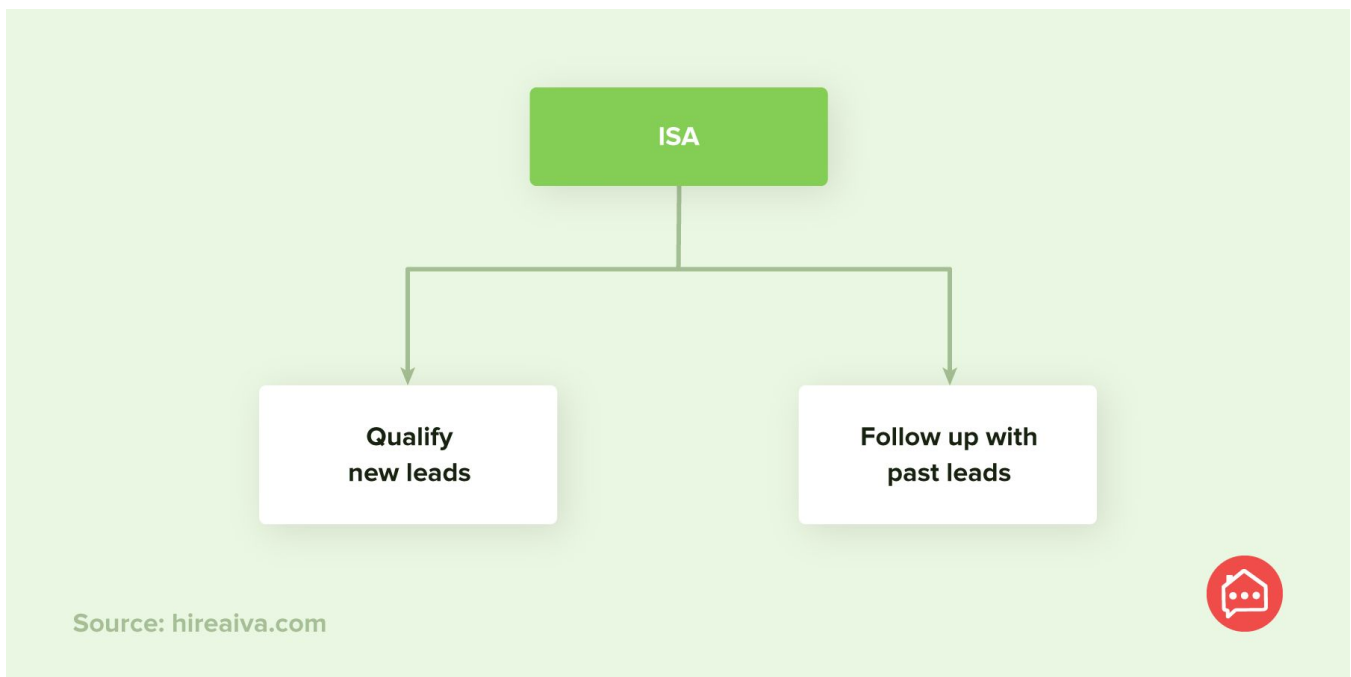 ISA
Qualify
new leads
Follow up with
past leads
Source: hireaiva.com